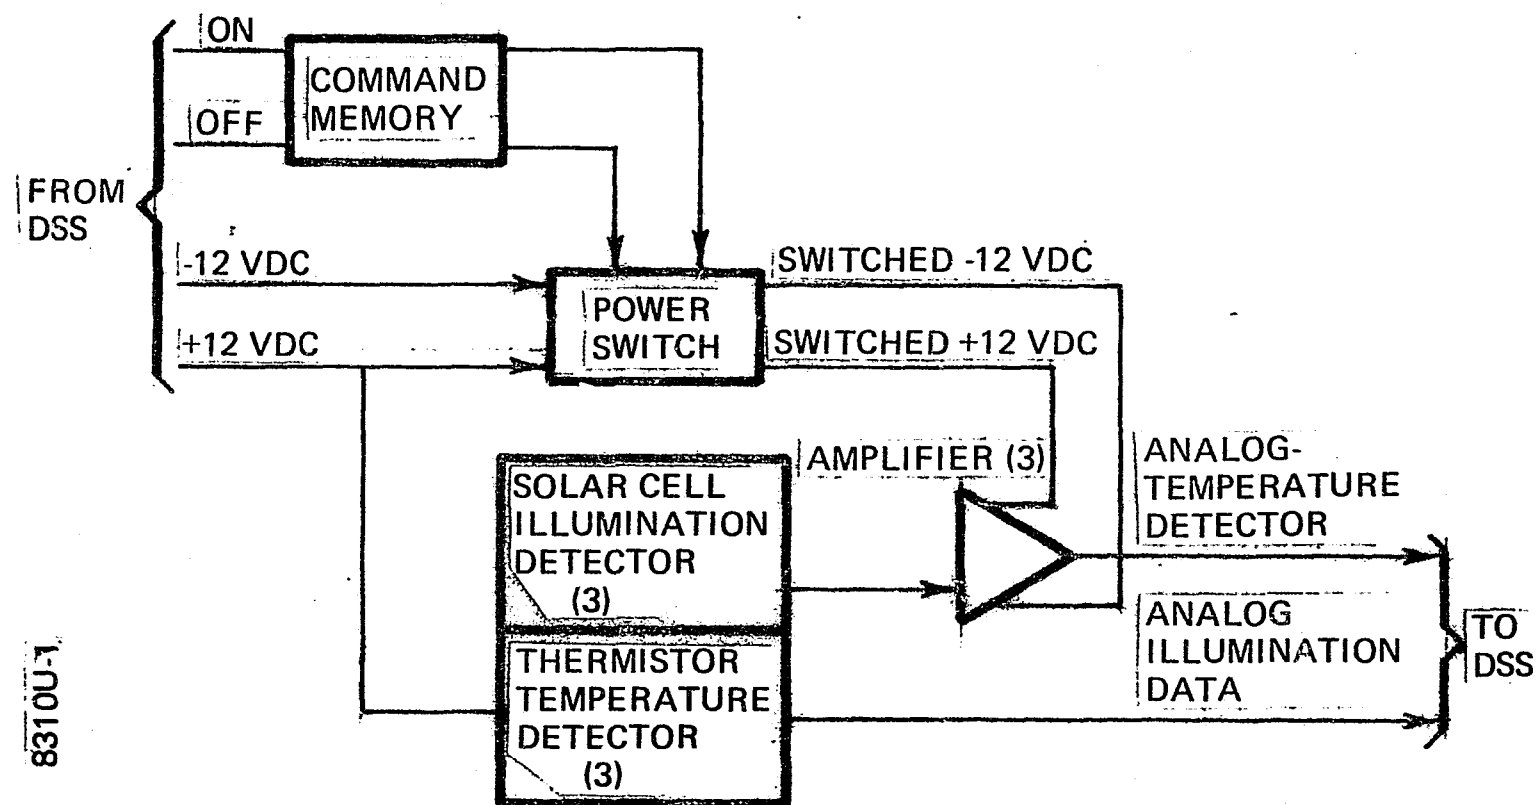 ON
COMMAND
MEMORY
OFF
FROM
DSS
-12 VDC
+12 VDC
POWER
SWITCH
SWITCHED -12 VDC
SWITCHED +12 VDC
AMPLIFIER (3)
SOLAR CELL
ILLUMINATION
DETECTOR
(3)
THERMISTOR
TEMPERATURE
DETECTOR
(3)
ANALOG-
TEMPERATURE
DETECTOR
ANALOG
ILLUMINATION
DATA
TO
DSS
8310U-1